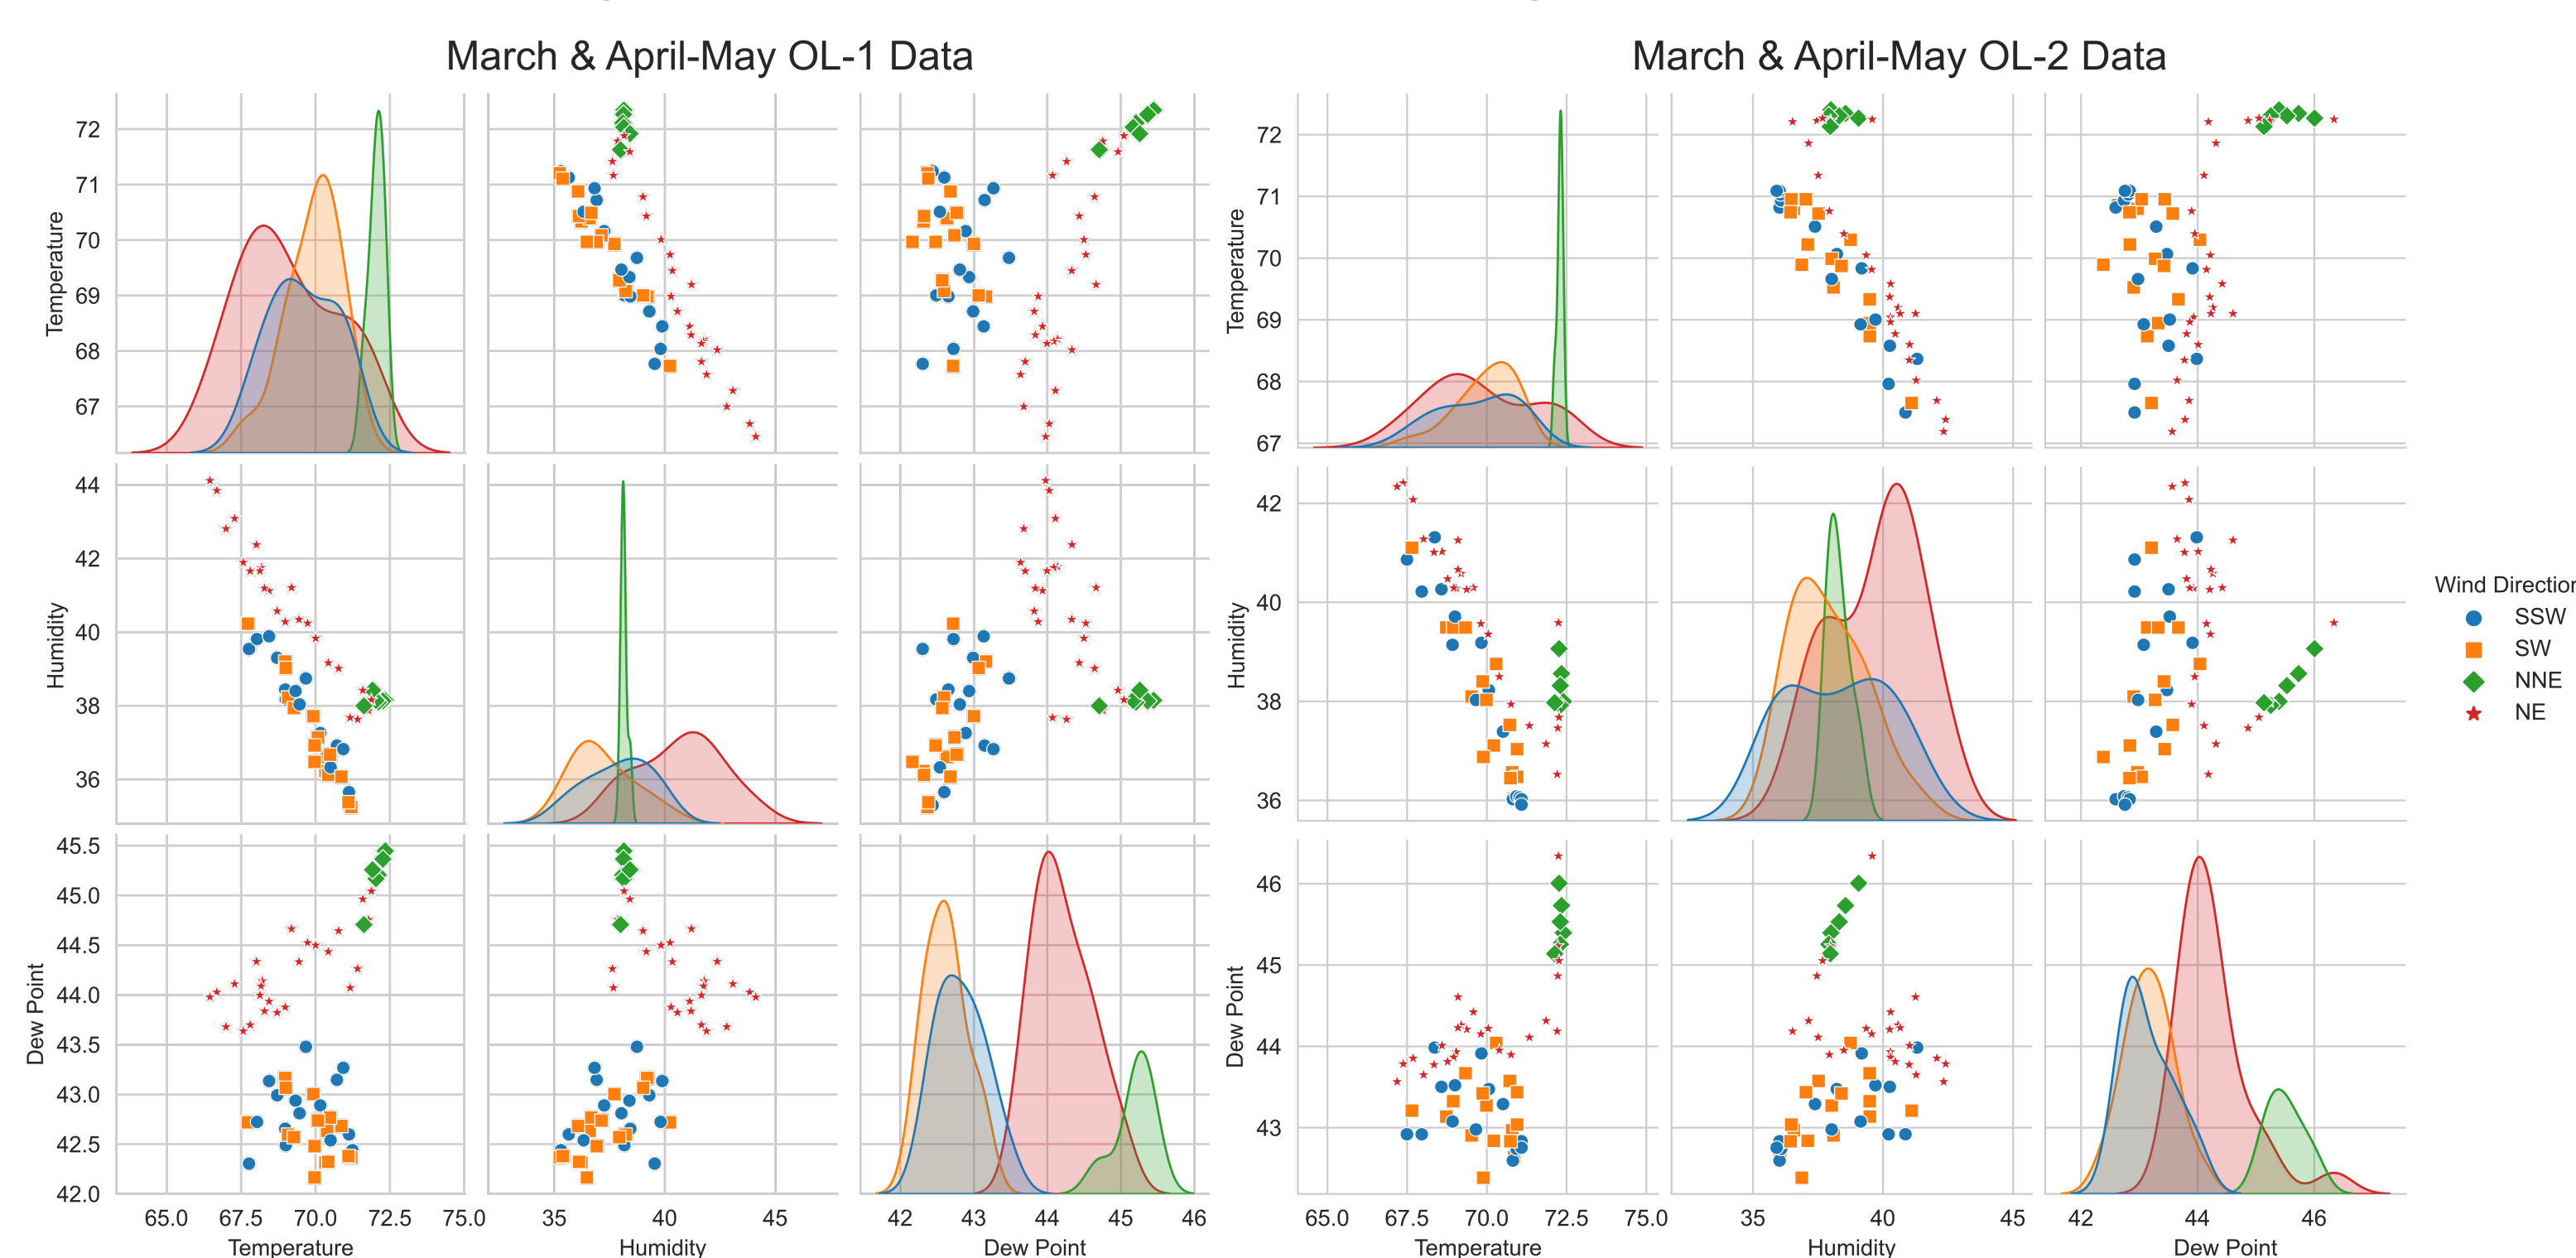 March & April-May OL-1 Data
March & April-May OL-2 Data
Temperature
72
71
70
69
68
67
Humidity
44
42
40
38
36
Dew Point
45.5
45.0
44.5
44.0
43.5
43.0
42.5
42.0
65.0 67.5 70.0 72.5 75.0
Temperature
35 40 45
Humidity
42 43 44 45 46
Dew Point
Temperature
72
71
70
69
68
67
Humidity
42
40
38
36
Dew Point
46
45
44
43
65.0 67.5 70.0 72.5 75.0
Temperature
35 40 45
Humidity
42 44 46
Dew Point
Wind Direction
SSW
SW
NNE
NE